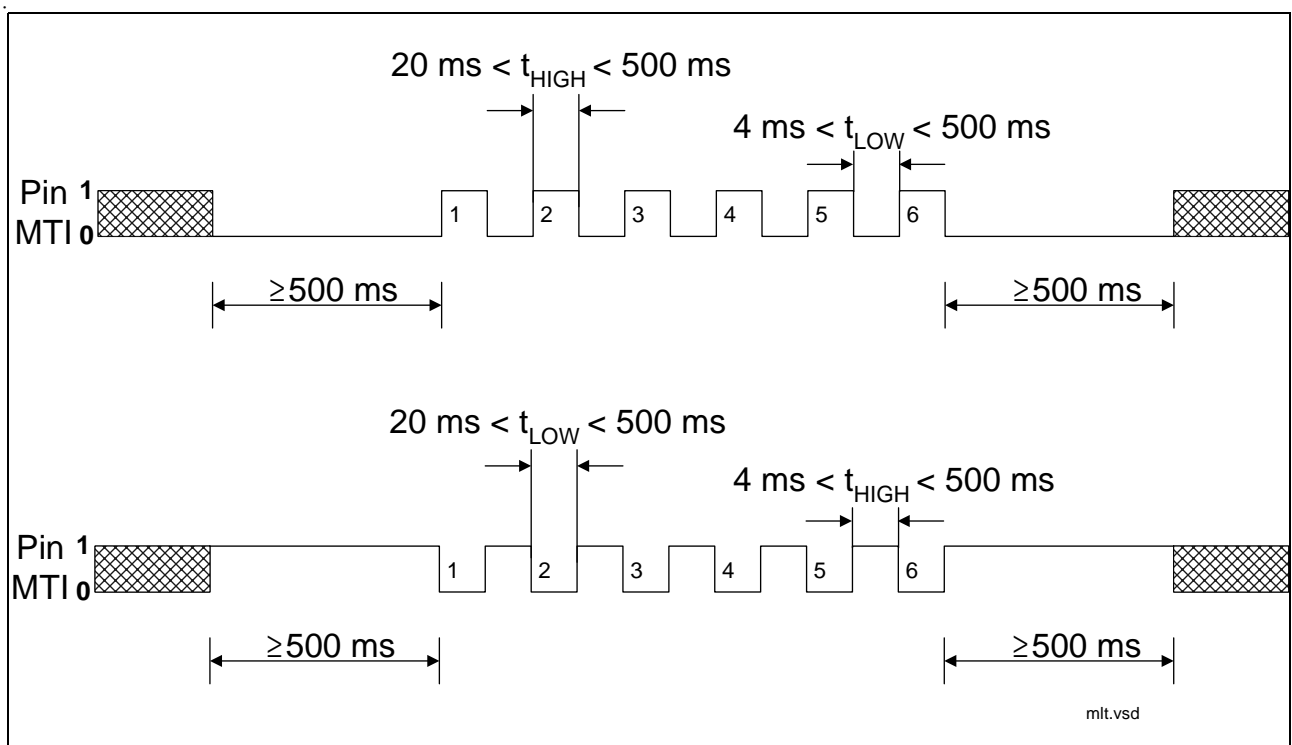 20 ms < tHIGH < 500 ms
4 ms < tLOW < 500 ms
Pin 1
MTI 0
1 2 3 4 5 6
≥500 ms ≥500 ms
20 ms < tLOW < 500 ms
4 ms < tHIGH < 500 ms
Pin 1
MTI 0
1 2 3 4 5 6
≥500 ms ≥500 ms
mlt.vsd